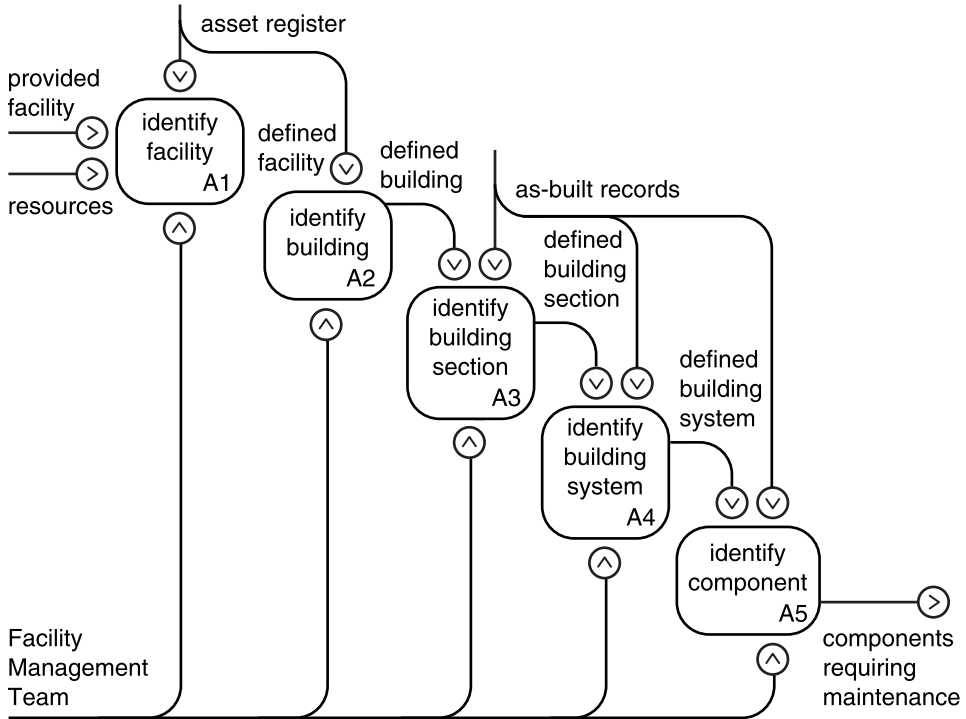 asset register
provided
facility
identify
facility
A1
resources
defined
facility
defined
building
identify
building
A2
as-built records
defined
building
section
identify
building
section
A3
defined
building
system
identify
building
system
A4
identify
component
A5
Facility
Management
Team
components
requiring
maintenance